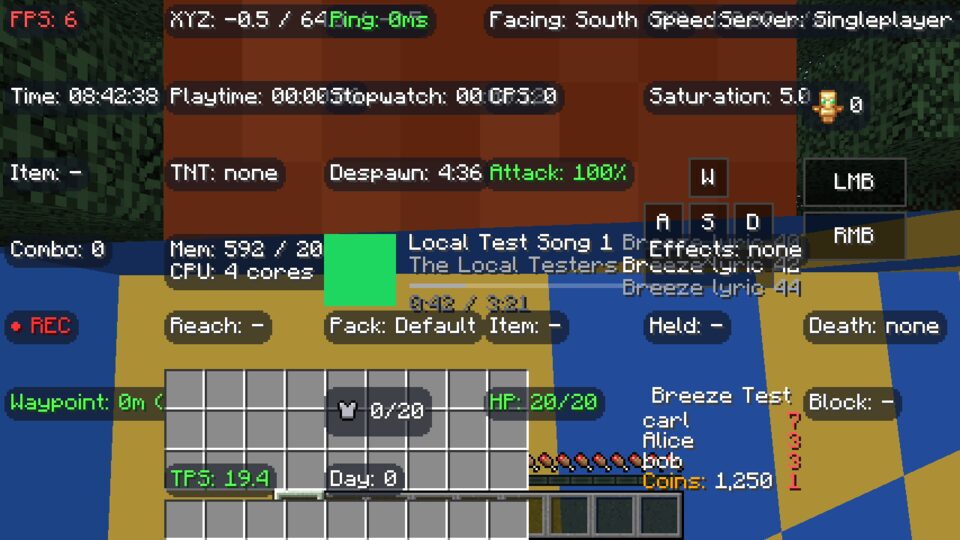 FPS: 6
XYZ: -0.5 / 64
Ping: 0ms
Facing: South
Speed
Server: Singleplayer
Time: 08:42:38
Playtime: 00:00
Stopwatch: 00:
CPS: 0
Saturation: 5.0
0
Item: -
TNT: none
Despawn: 4:36
Attack: 100%
W
LMB
A S D
RMB
Combo: 0
Mem: 592 / 20
CPU: 4 cores
Local Test Song 1
The Local Testers
0:42 / 3:21
Effects: none
Breeze lyric 42
Breeze lyric 44
REC
Reach: -
Pack: Default
Item: -
Held: -
Death: none
Waypoint: 0m (
0/20
HP: 20/20
Block: -
Breeze Test
carl 7
Alice 3
bob 3
Coins: 1,250 1
TPS: 19.4
Day: 0